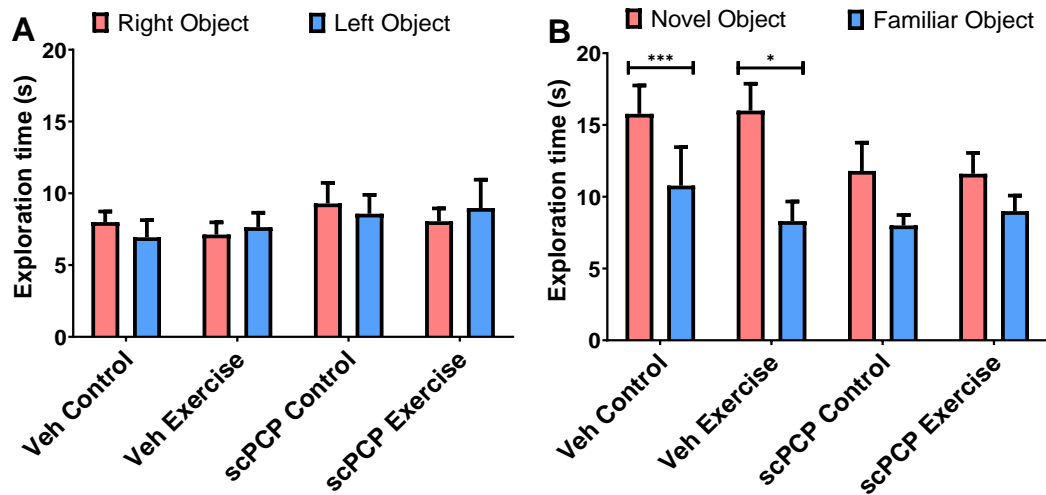 A
Right Object
Left Object
Exploration time (s)
20
15
10
5
0
Veh Control
Veh Exercise
scPCP Control
scPCP Exercise
B
Novel Object
Familiar Object
Exploration time (s)
20
15
10
5
0
***
*
Veh Control
Veh Exercise
scPCP Control
scPCP Exercise